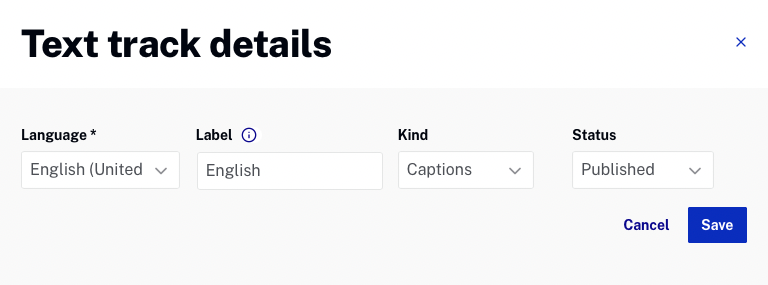 Text track details
Language * Label Kind Status
English (United English Captions Published
Cancel Save